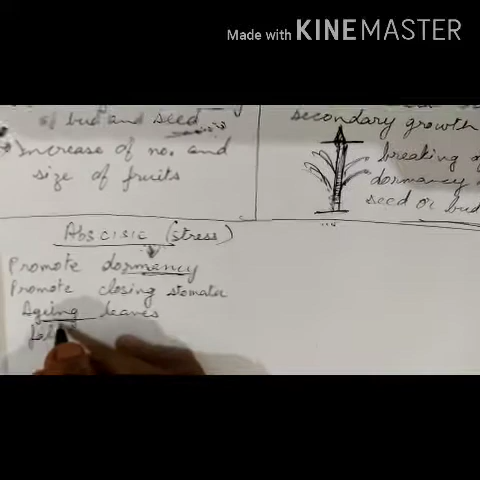 Made with KINEMASTER
of bud and seed
Increase of no. and
size of fruits
secondary growth
breaking
dormancy
seed or bud
Abscisic (stress)
Promote dormancy
Promote closing stomata
Ageing leaves